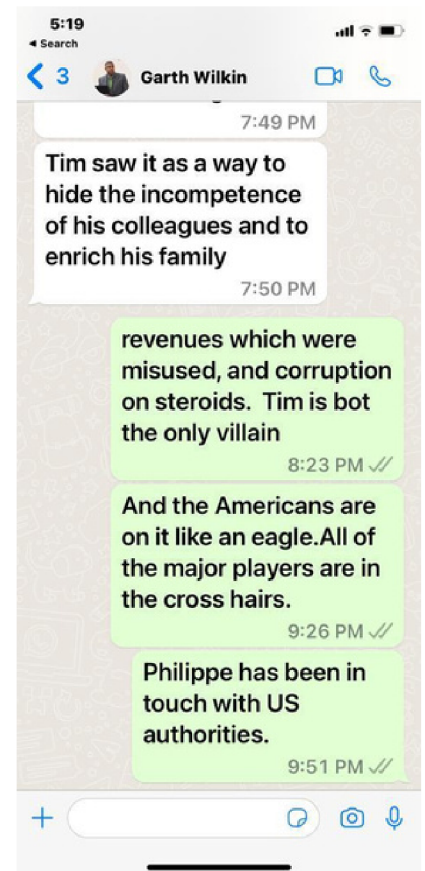 5:19
Search
3 Garth Wilkin
7:49 PM
Tim saw it as a way to
hide the incompetence
of his colleagues and to
enrich his family
7:50 PM
revenues which were
misused, and corruption
on steroids. Tim is bot
the only villain
8:23 PM
And the Americans are
on it like an eagle.All of
the major players are in
the cross hairs.
9:26 PM
Philippe has been in
touch with US
authorities.
9:51 PM